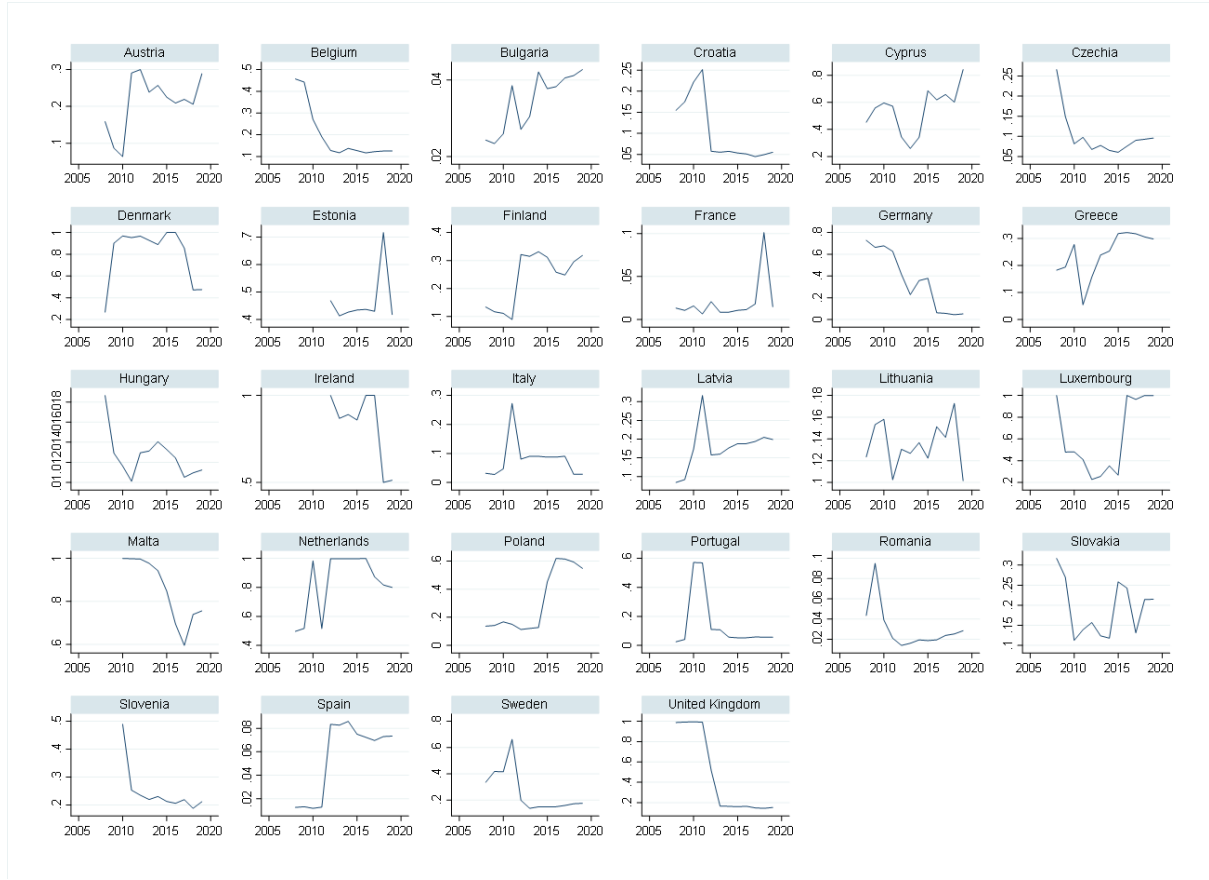 Austria
.1 .2 .3
2005 2010 2015 2020
Belgium
.1 .2 .3 .4 .5
2005 2010 2015 2020
Bulgaria
.02 .04
2005 2010 2015 2020
Croatia
.05 .1 .15 .2 .25
2005 2010 2015 2020
Cyprus
.2 .4 .6 .8
2005 2010 2015 2020
Czechia
.05 .1 .15 .2 .25
2005 2010 2015 2020
Denmark
.2 .4 .6 .8 1
2005 2010 2015 2020
Estonia
.4 .5 .6 .7
2005 2010 2015 2020
Finland
.1 .2 .3 .4
2005 2010 2015 2020
France
0 .05 .1
2005 2010 2015 2020
Germany
0 .2 .4 .6 .8
2005 2010 2015 2020
Greece
0 .1 .2 .3
2005 2010 2015 2020
Hungary
.01.012.014.016.018
2005 2010 2015 2020
Ireland
.5 1
2005 2010 2015 2020
Italy
0 .1 .2 .3
2005 2010 2015 2020
Latvia
.1 .15 .2 .25 .3
2005 2010 2015 2020
Lithuania
.1 .12 .14 .16 .18
2005 2010 2015 2020
Luxembourg
.2 .4 .6 .8 1
2005 2010 2015 2020
Malta
.6 .8 1
2005 2010 2015 2020
Netherlands
.4 .6 .8 1
2005 2010 2015 2020
Poland
0 .2 .4 .6
2005 2010 2015 2020
Portugal
0 .2 .4 .6
2005 2010 2015 2020
Romania
.02 .04 .06 .08 .1
2005 2010 2015 2020
Slovakia
.1 .15 .2 .25 .3
2005 2010 2015 2020
Slovenia
.2 .3 .4 .5
2005 2010 2015 2020
Spain
.02 .04 .06 .08
2005 2010 2015 2020
Sweden
.2 .4 .6 .8
2005 2010 2015 2020
United Kingdom
.2 .4 .6 .8 1
2005 2010 2015 2020